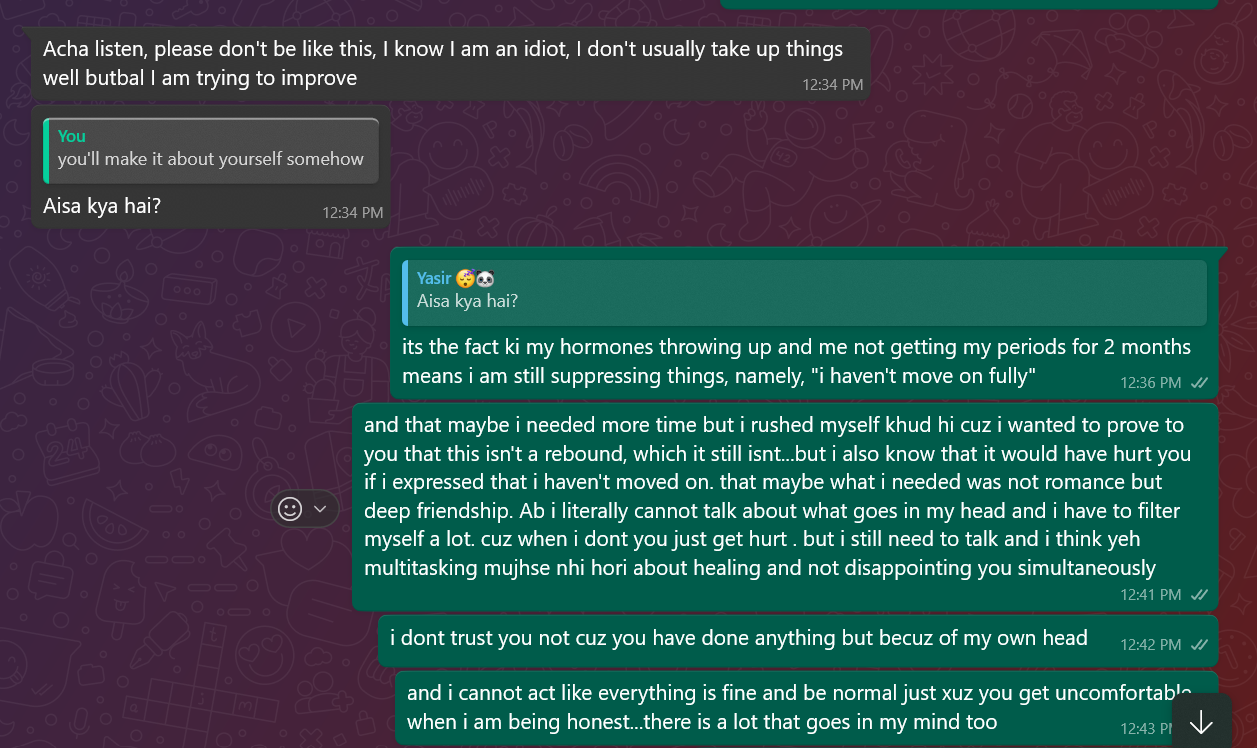 Acha listen, please don't be like this, I know I am an idiot, I don't usually take up things
well butbal I am trying to improve
12:34 PM
You
you'll make it about yourself somehow
Aisa kya hai?
12:34 PM
Yasir 😴🐼
Aisa kya hai?
its the fact ki my hormones throwing up and me not getting my periods for 2 months
means i am still suppressing things, namely, "i haven't move on fully"
12:36 PM
and that maybe i needed more time but i rushed myself khud hi cuz i wanted to prove to
you that this isn't a rebound, which it still isnt...but i also know that it would have hurt you
if i expressed that i haven't moved on. that maybe what i needed was not romance but
deep friendship. Ab i literally cannot talk about what goes in my head and i have to filter
myself a lot. cuz when i dont you just get hurt . but i still need to talk and i think yeh
multitasking mujhse nhi hori about healing and not disappointing you simultaneously
12:41 PM
i dont trust you not cuz you have done anything but becuz of my own head
12:42 PM
and i cannot act like everything is fine and be normal just xuz you get uncomfortable
when i am being honest...there is a lot that goes in my mind too
12:43